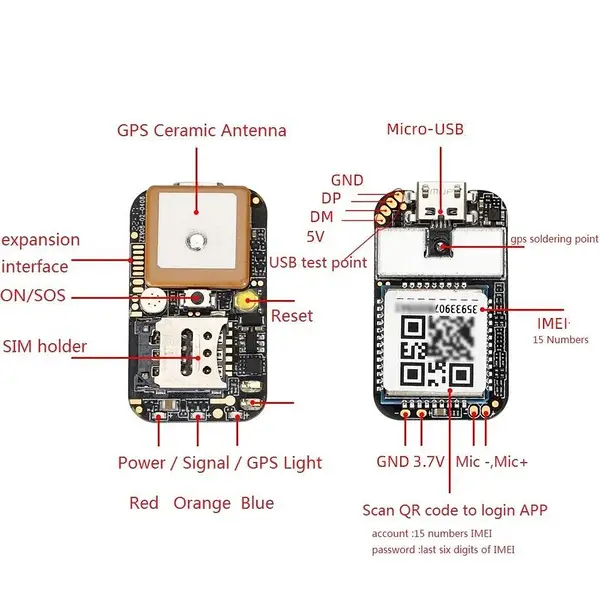 GPS Ceramic Antenna
Micro-USB
GND
DP
DM
5V
USB test point
gps soldering point
expansion
interface
ON/SOS
Reset
SIM holder
IMEI·
15 Numbers
Power / Signal / GPS Light
Red Orange Blue
GND 3.7V Mic -,Mic+
Scan QR code to login APP
account :15 numbers IMEI
password :last six digits of IMEI